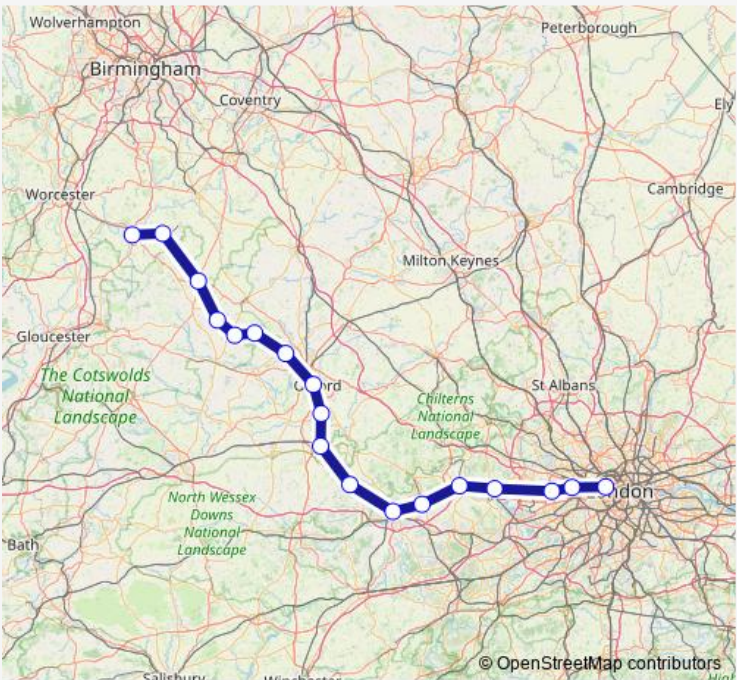 Wolverhampton
Peterborough
Birmingham
Coventry
Ely
Worcester
Cambridge
Milton Keynes
Gloucester
The Cotswolds
National
Landscape
St Albans
Chilterns
National
Landscape
North Wessex
Downs
National
Landscape
Bath
© OpenStreetMap contributors